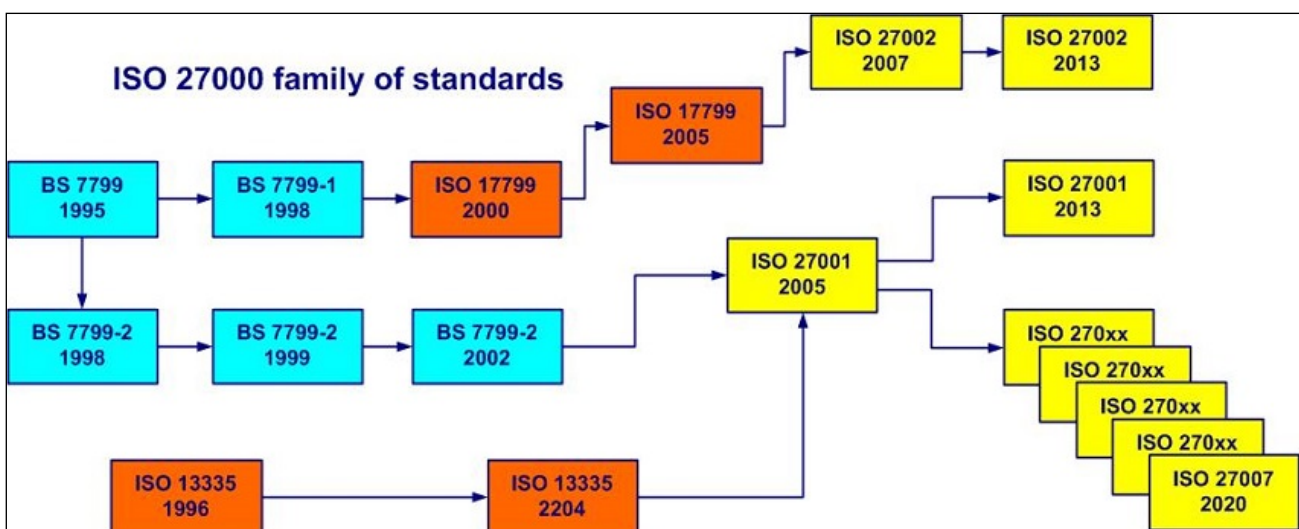 ISO 27000 family of standards
ISO 27002
2007
ISO 27002
2013
ISO 17799
2005
BS 7799
1995
BS 7799-1
1998
ISO 17799
2000
ISO 27001
2013
ISO 27001
2005
BS 7799-2
1998
BS 7799-2
1999
BS 7799-2
2002
ISO 270xx
ISO 270xx
ISO 270xx
ISO 270xx
ISO 27007
2020
ISO 13335
1996
ISO 13335
2204